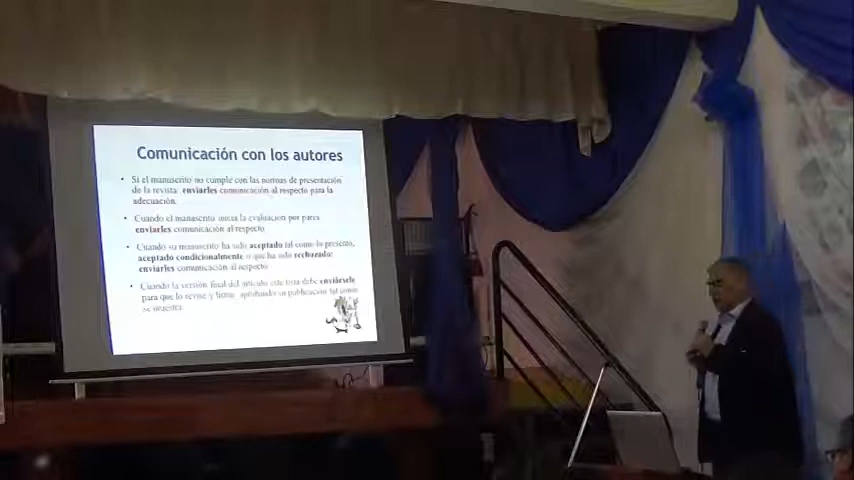 Comunicación con los autores
• Si el manuscrito no cumple con las normas de presentación
de la revista: enviarles comunicación al respecto para la
adecuación.
• Cuando el manuscrito inicia la evaluación por pares
enviarles comunicación al respecto.
• Cuando su manuscrito ha sido aceptado tal como lo presentó,
aceptado condicionalmente o que ha sido rechazado:
enviarles comunicación al respecto
• Cuando la versión final del artículo este lista debe enviársele
para que lo revise y firme aprobando su publicación tal como
se muestra